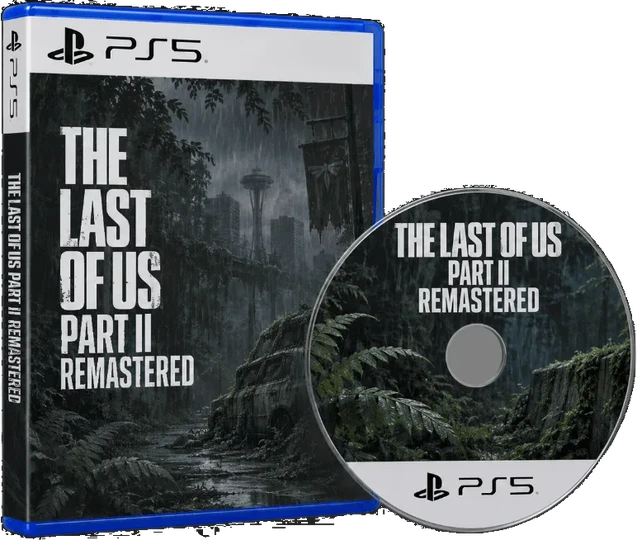 PS5
THE LAST OF US PART II REMASTERED
PS5
THE
LAST
OF US
PART II
REMASTERED
THE LAST OF US
PART II
REMASTERED
PS5